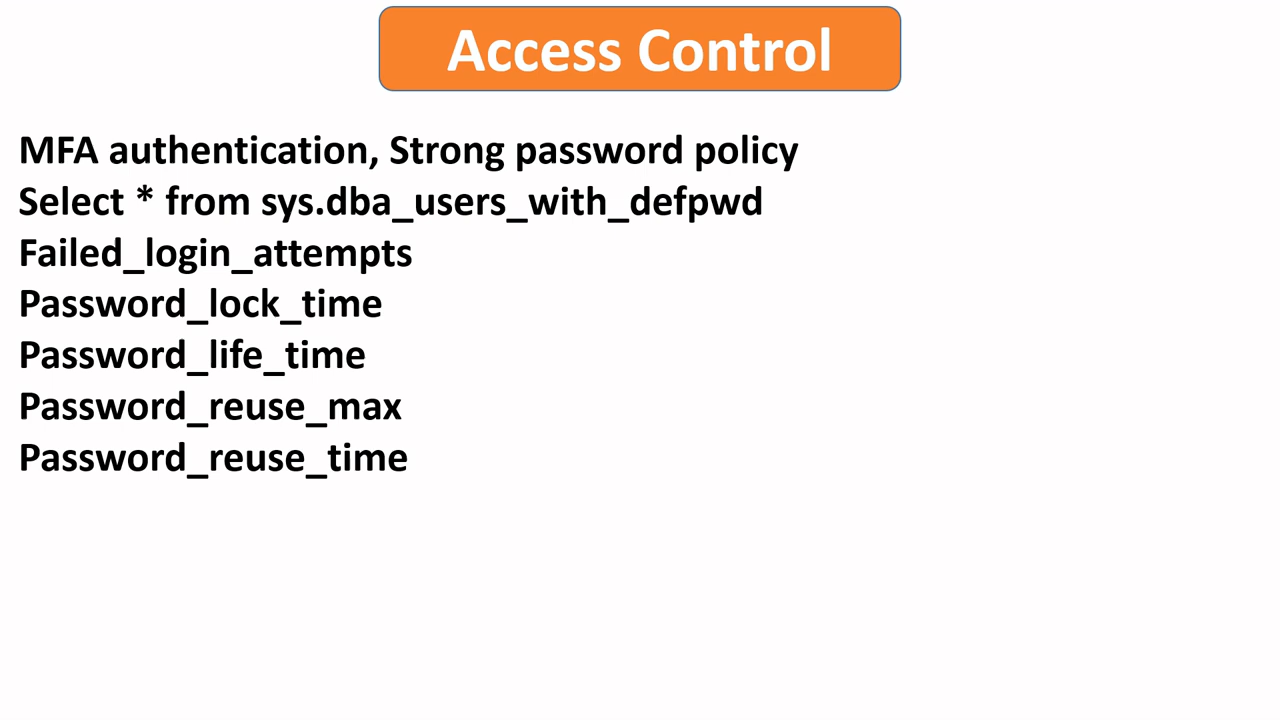 Access Control
MFA authentication, Strong password policy
Select * from sys.dba_users_with_defpwd
Failed_login_attempts
Password_lock_time
Password_life_time
Password_reuse_max
Password_reuse_time